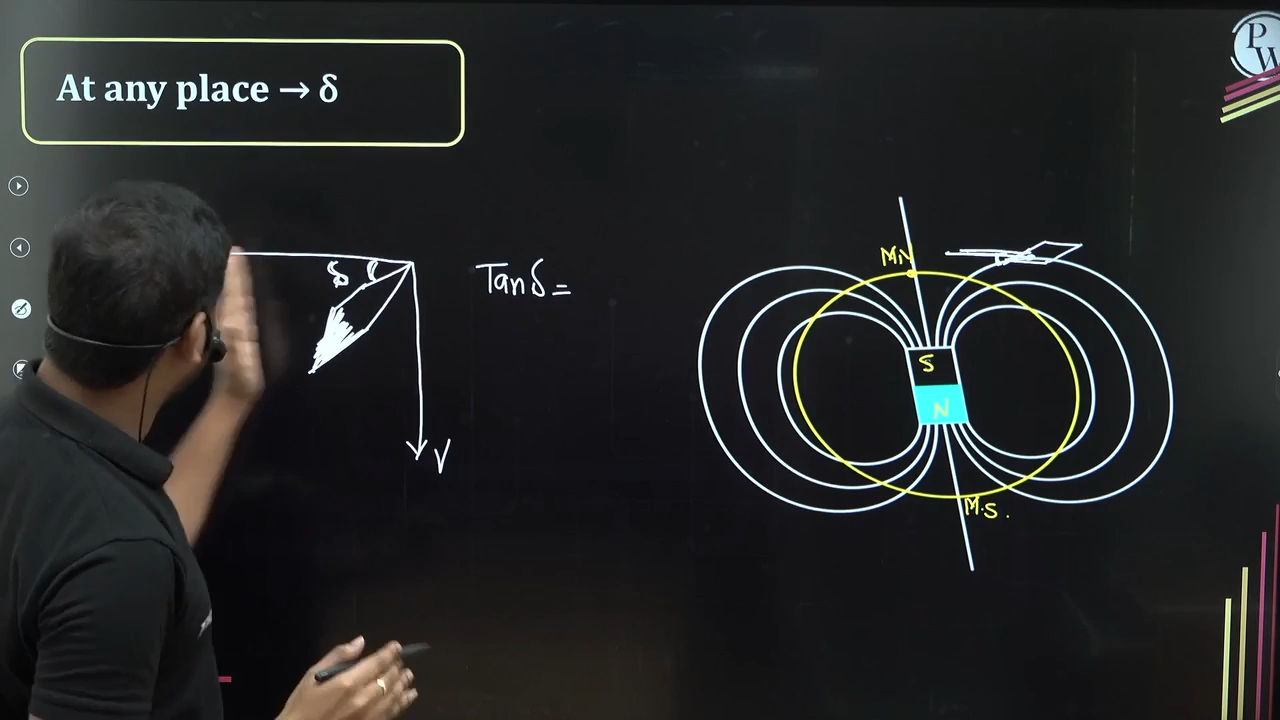 At any place → δ
P
W
δ
Tanδ =
V
MN
S
N
M.S.